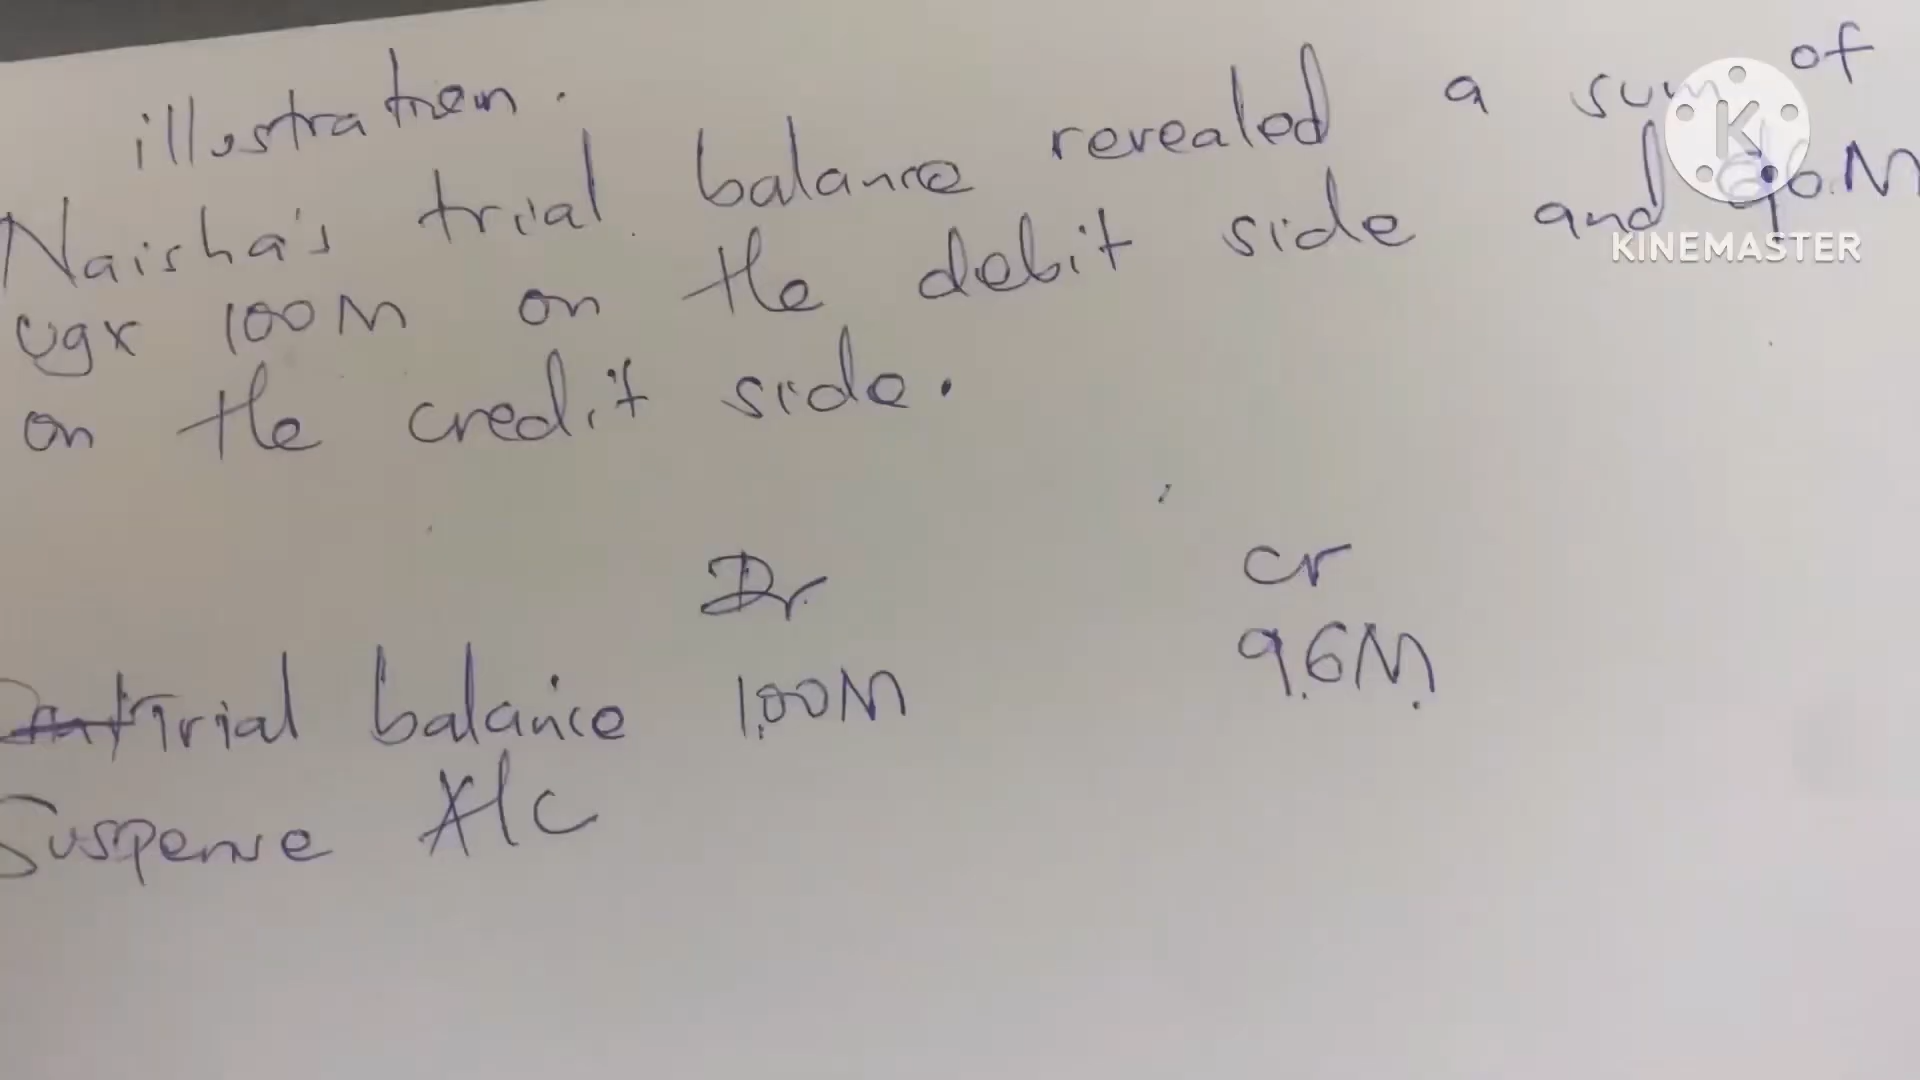 illustration.
Naisha's trial balance revealed a sum of
ugx 100M on the debit side and 96M
on the credit side.
Dr cr
Trial balance 100M 96M
Suspense A/C
K
KINEMASTER